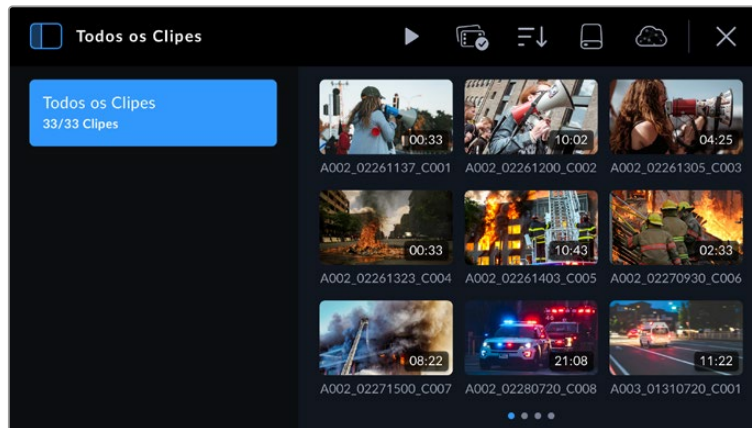 Todos os Clipes
Todos os Clipes
33/33 Clipes
00:33
10:02
04:25
A002_02261137_C001
A002_02261200_C002
A002_02261305_C003
00:33
10:43
02:33
A002_02261323_C004
A002_02261403_C005
A002_02270930_C006
08:22
21:08
11:22
A002_02271500_C007
A002_02280720_C008
A003_01310720_C001